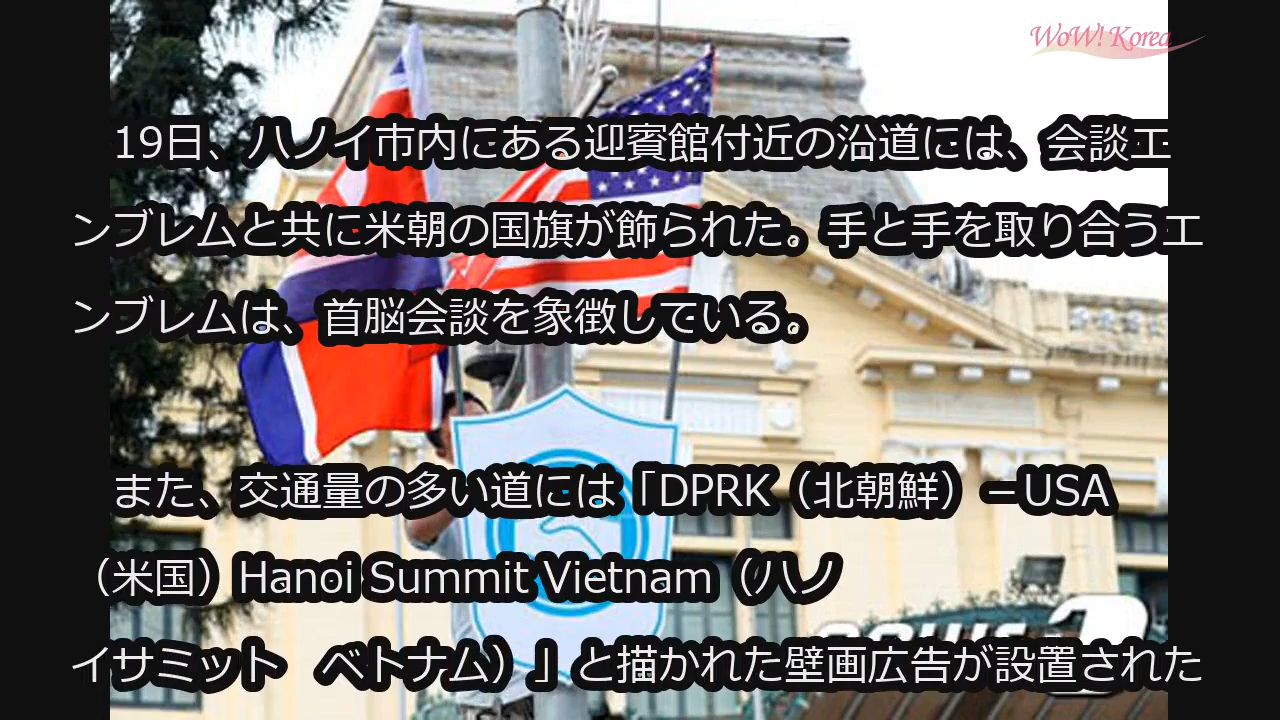 WoW! Korea
19日、ハノイ市内にある迎賓館付近の沿道には、会談エ
ンブレムと共に米朝の国旗が飾られた。手と手を取り合うエ
ンブレムは、首脳会談を象徴している。
また、交通量の多い道には「DPRK（北朝鮮）－USA
（米国）Hanoi Summit Vietnam（ハノ
イサミット　ベトナム）」と描かれた壁画広告が設置された